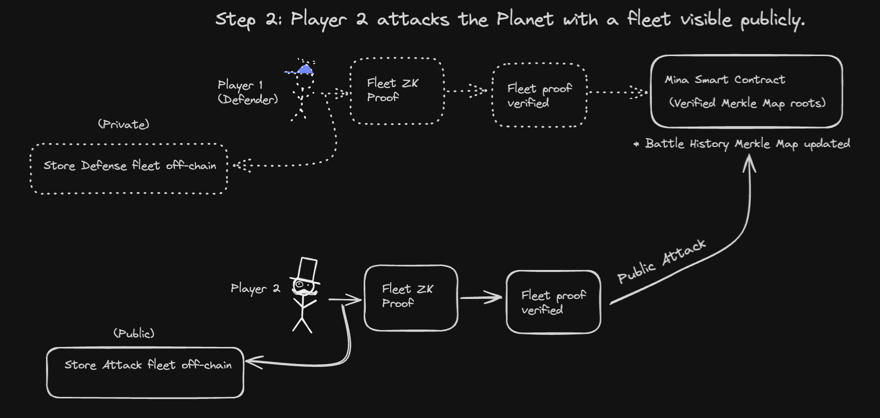 Step 2: Player 2 attacks the Planet with a fleet visible publicly.
Player 1
(Defender)
Fleet ZK
Proof
Fleet proof
verified
Mina Smart Contract
(Verified Merkle Map roots)
* Battle History Merkle Map updated
(Private)
Store Defense fleet off-chain
Public Attack
Player 2
Fleet ZK
Proof
Fleet proof
verified
(Public)
Store Attack fleet off-chain